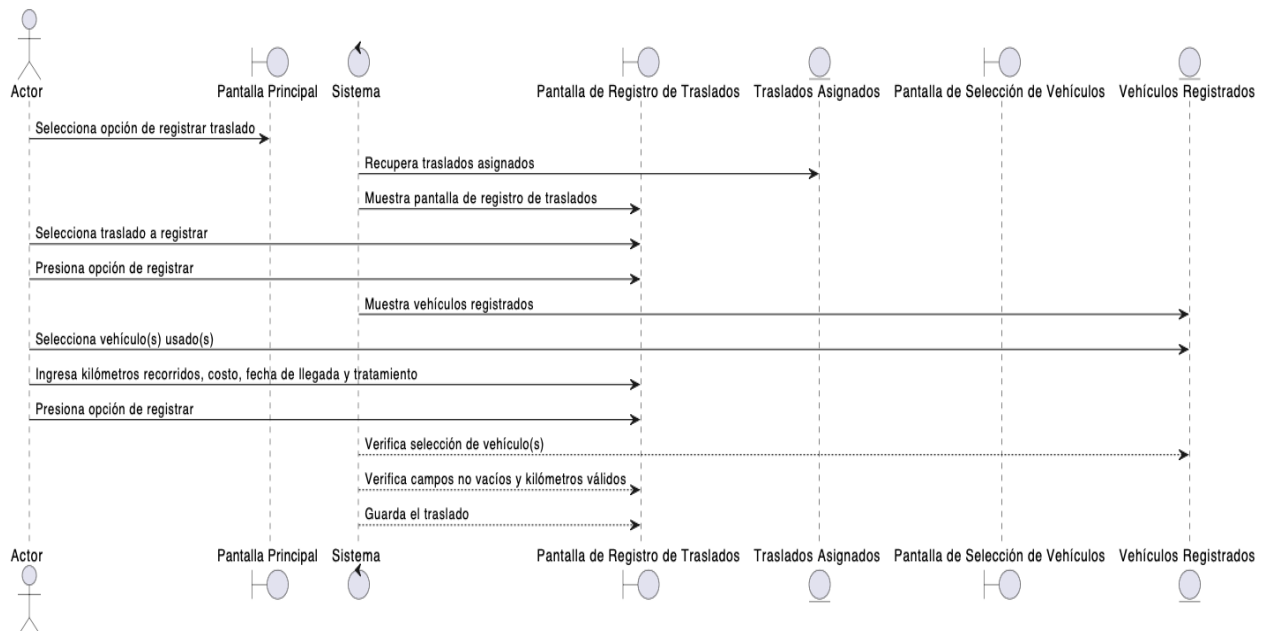 Actor Pantalla Principal Sistema Pantalla de Registro de Traslados Traslados Asignados Pantalla de Selección de Vehículos Vehículos Registrados
Selecciona opción de registrar traslado
Recupera traslados asignados
Muestra pantalla de registro de traslados
Selecciona traslado a registrar
Presiona opción de registrar
Muestra vehículos registrados
Selecciona vehículo(s) usado(s)
Ingresa kilómetros recorridos, costo, fecha de llegada y tratamiento
Presiona opción de registrar
Verifica selección de vehículo(s)
Verifica campos no vacíos y kilómetros válidos
Guarda el traslado
Actor Pantalla Principal Sistema Pantalla de Registro de Traslados Traslados Asignados Pantalla de Selección de Vehículos Vehículos Registrados